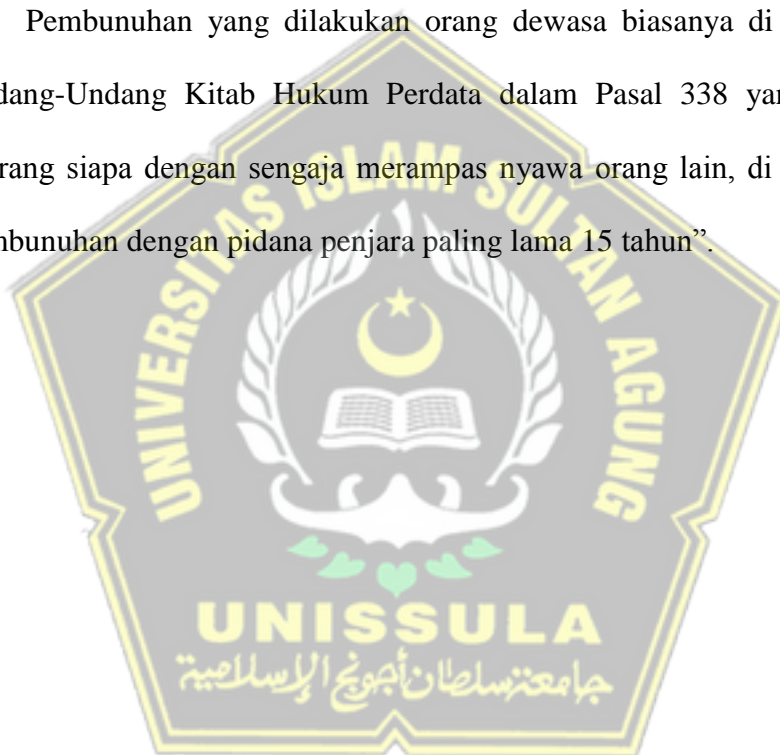 Pembunuhan yang dilakukan orang dewasa biasanya di
dang-Undang Kitab Hukum Perdata dalam Pasal 338 yan
rang siapa dengan sengaja merampas nyawa orang lain, di
mbunuhan dengan pidana penjara paling lama 15 tahun”.
UNIVERSITAS ISLAM SULTAN AGUNG
UNISSULA
جامعة سلطان أجونج الإسلامية